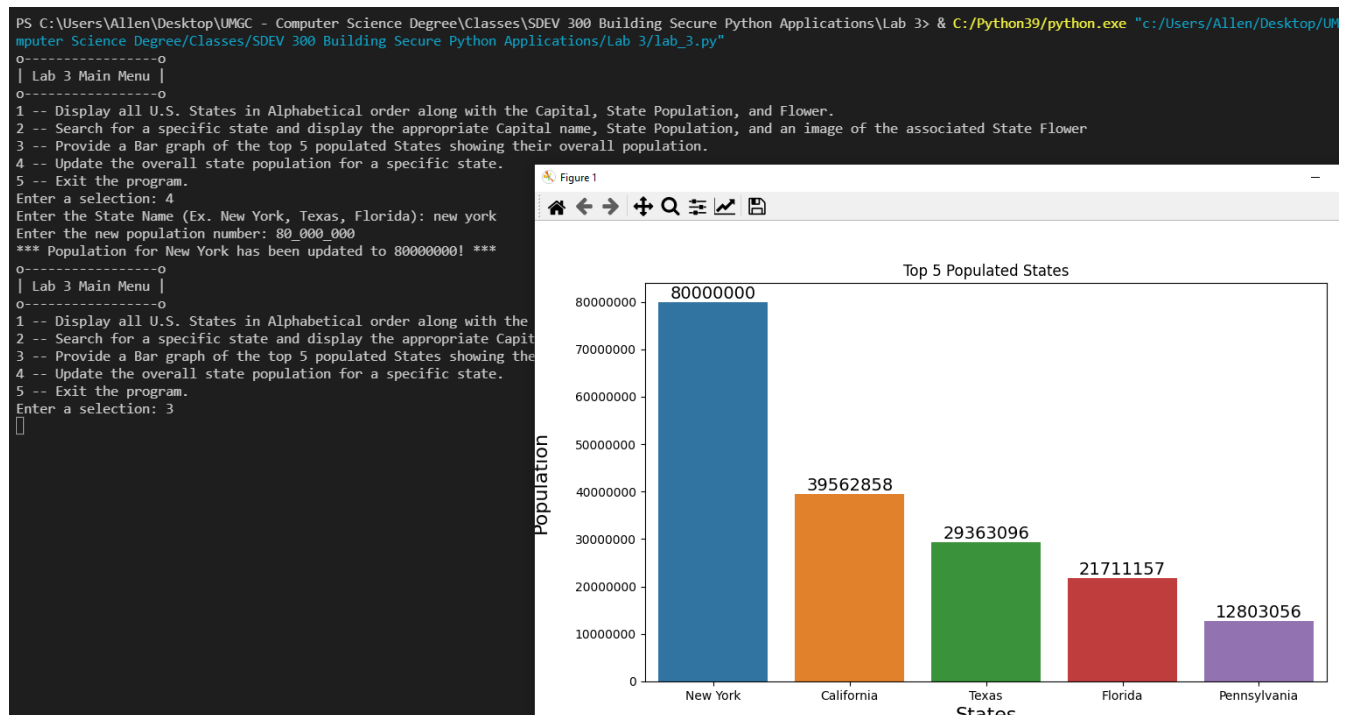 PS C:\Users\Allen\Desktop\UMGC - Computer Science Degree\Classes\SDEV 300 Building Secure Python Applications\Lab 3> & C:/Python39/python.exe "c:/Users/Allen/Desktop/UM
mputer Science Degree/Classes/SDEV 300 Building Secure Python Applications/Lab 3/lab_3.py"
o-----------------o
| Lab 3 Main Menu |
o-----------------o
1 -- Display all U.S. States in Alphabetical order along with the Capital, State Population, and Flower.
2 -- Search for a specific state and display the appropriate Capital name, State Population, and an image of the associated State Flower
3 -- Provide a Bar graph of the top 5 populated States showing their overall population.
4 -- Update the overall state population for a specific state.
5 -- Exit the program.
Enter a selection: 4
Enter the State Name (Ex. New York, Texas, Florida): new york
Enter the new population number: 80_000_000
*** Population for New York has been updated to 80000000! ***
o-----------------o
| Lab 3 Main Menu |
o-----------------o
1 -- Display all U.S. States in Alphabetical order along with the
2 -- Search for a specific state and display the appropriate Capit
3 -- Provide a Bar graph of the top 5 populated States showing the
4 -- Update the overall state population for a specific state.
5 -- Exit the program.
Enter a selection: 3
Figure 1
Top 5 Populated States
Population
80000000
70000000
60000000
50000000
40000000
30000000
20000000
10000000
0
80000000
39562858
29363096
21711157
12803056
New York
California
Texas
Florida
Pennsylvania
States